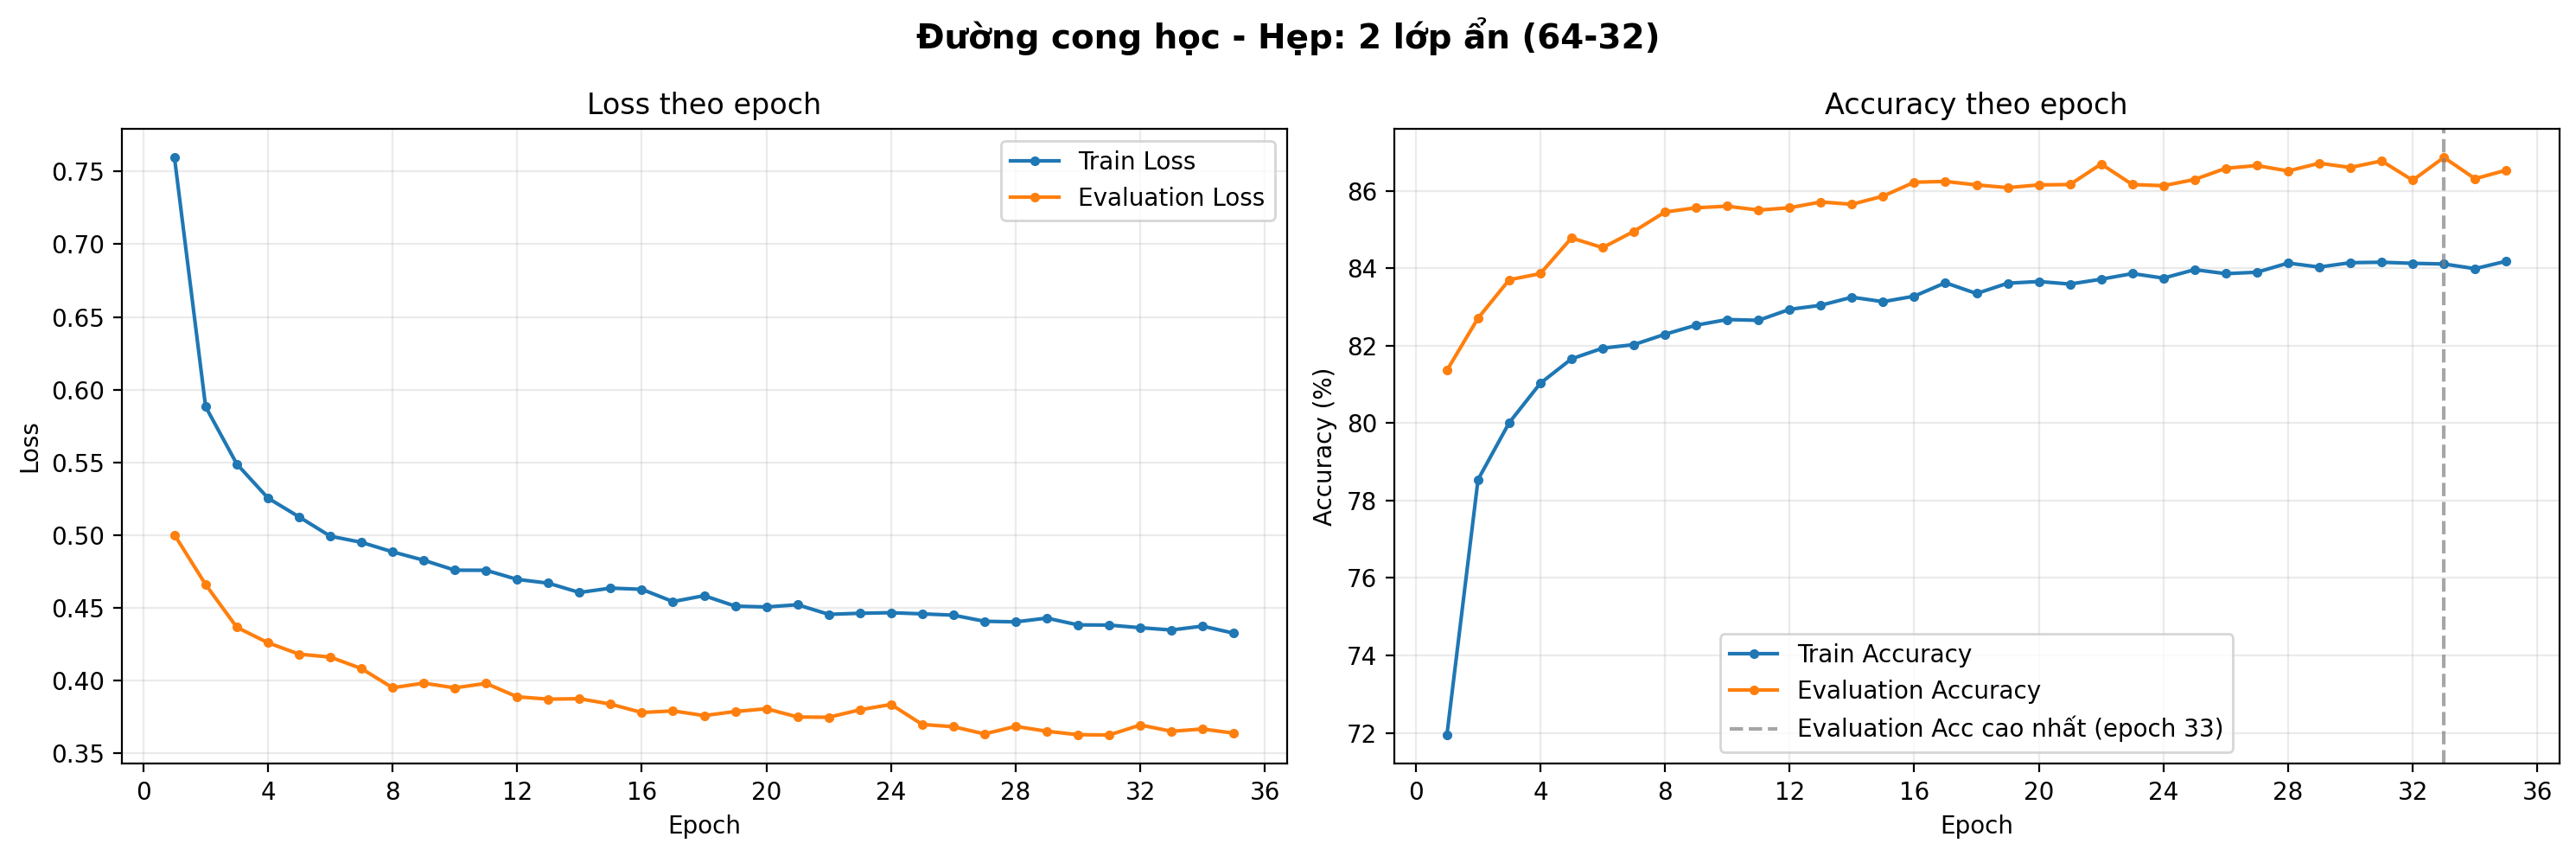 Đường cong học - Hẹp: 2 lớp ẩn (64-32)
Loss theo epoch
0.75
0.70
0.65
0.60
0.55
0.50
0.45
0.40
0.35
Loss
0 4 8 12 16 20 24 28 32 36
Epoch
Train Loss
Evaluation Loss
Accuracy theo epoch
86
84
82
80
78
76
74
72
Accuracy (%)
0 4 8 12 16 20 24 28 32 36
Epoch
Train Accuracy
Evaluation Accuracy
Evaluation Acc cao nhất (epoch 33)